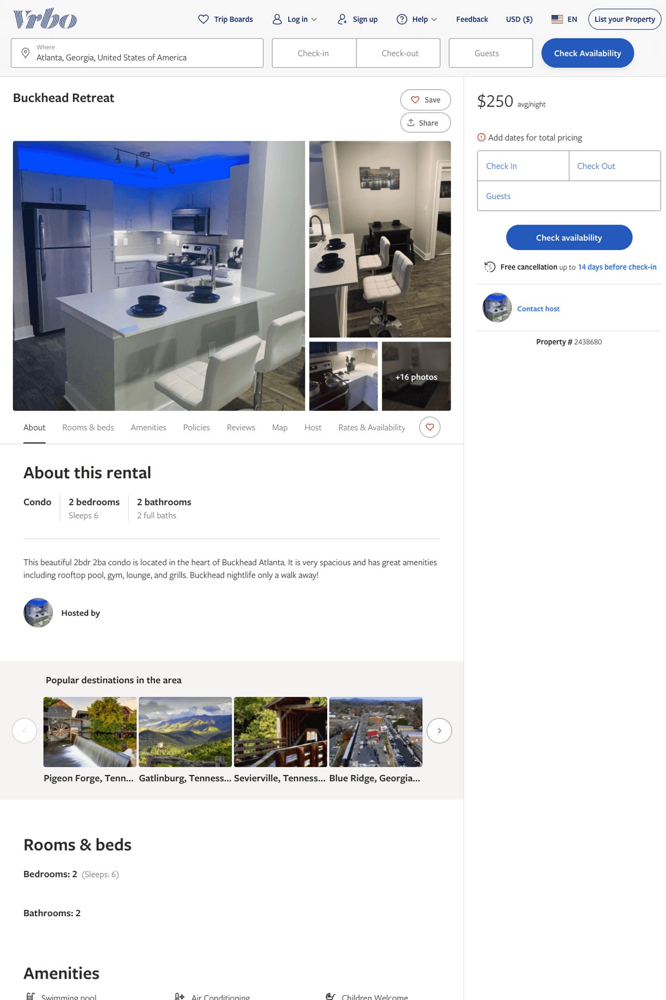 Vrbo
Trip Boards
Log in
Sign up
Help
Feedback
USD ($)
EN
List your Property
Where
Atlanta, Georgia, United States of America
Check-in
Check-out
Guests
Check Availability
Buckhead Retreat
Save
Share
$250 avg/night
Add dates for total pricing
Check In
Check Out
Guests
Check availability
Free cancellation up to 14 days before check-in
Contact host
Property # 2438680
+16 photos
About
Rooms & beds
Amenities
Policies
Reviews
Map
Host
Rates & Availability
About this rental
Condo
2 bedrooms
Sleeps 6
2 bathrooms
2 full baths
This beautiful 2bdr 2ba condo is located in the heart of Buckhead Atlanta. It is very spacious and has great amenities
including rooftop pool, gym, lounge, and grills. Buckhead nightlife only a walk away!
Hosted by
Popular destinations in the area
Pigeon Forge, Tenn...
Gatlinburg, Tenness...
Sevierville, Tenness...
Blue Ridge, Georgia...
Rooms & beds
Bedrooms: 2 (Sleeps: 6)
Bathrooms: 2
Amenities
Swimming pool
Air Conditioning
Children Welcome